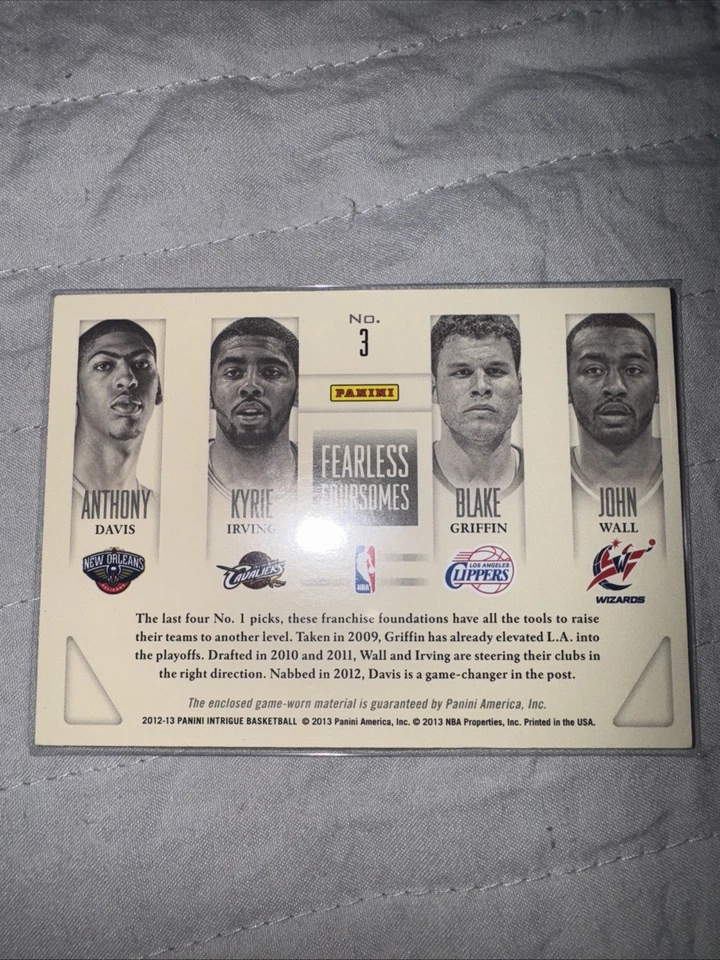 No.
3
PANINI
FEARLESS
FOURSOMES
ANTHONY
DAVIS
KYRIE
IRVING
BLAKE
GRIFFIN
JOHN
WALL
NEW ORLEANS
CAVALIERS
NBA
LOS ANGELES
CLIPPERS
WIZARDS
The last four No. 1 picks, these franchise foundations have all the tools to raise
their teams to another level. Taken in 2009, Griffin has already elevated L.A. into
the playoffs. Drafted in 2010 and 2011, Wall and Irving are steering their clubs in
the right direction. Nabbed in 2012, Davis is a game-changer in the post.
The enclosed game-worn material is guaranteed by Panini America, Inc.
2012-13 PANINI INTRIGUE BASKETBALL © 2013 Panini America, Inc. © 2013 NBA Properties, Inc. Printed in the USA.